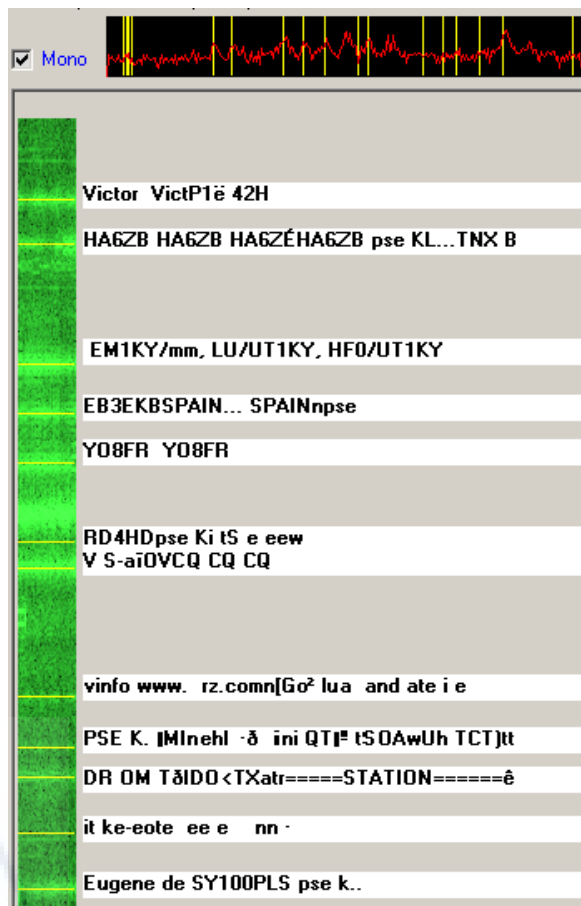 Mono
Victor VictP1ë 42H
HA6ZB HA6ZB HA6ZÉHA6ZB pse KL...TNX B
EM1KY/mm, LU/UT1KY, HF0/UT1KY
EB3EKBSPAIN... SPAINnpse
YO8FR YO8FR
RD4HDpse Ki tS e eew
V S-aïOVCQ CQ CQ
vinfo www. rz.comn[Go² lua and ate i e
PSE K. ini
DR OM TðIDO<TXatr=====STATION======ê
it ke-eote ee e nn ·
Eugene de SY100PLS pse k..